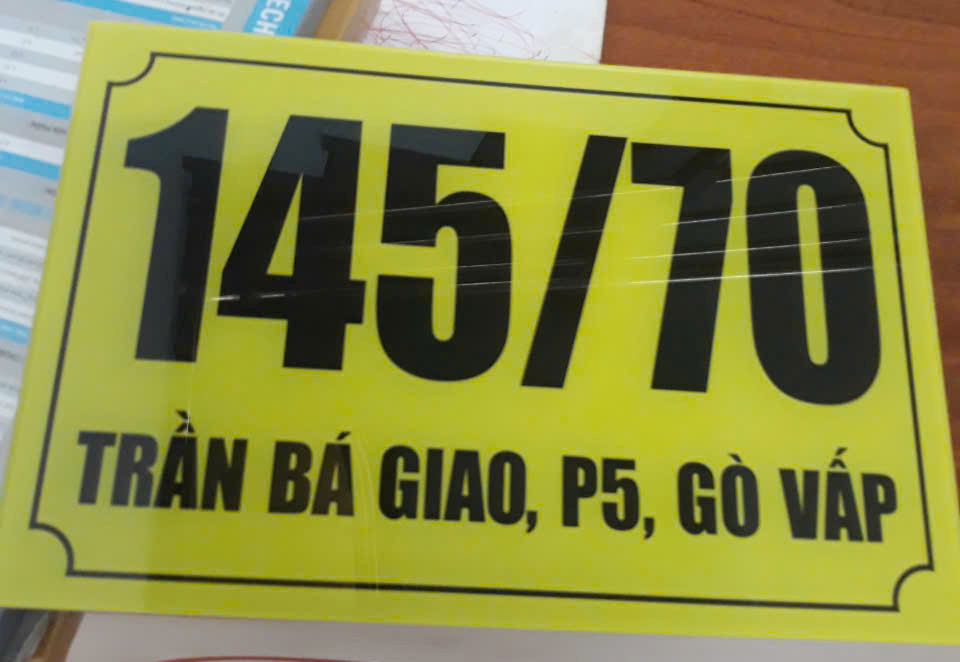 145/70
TRẦN BÁ GIAO, P5, GÒ VẤP